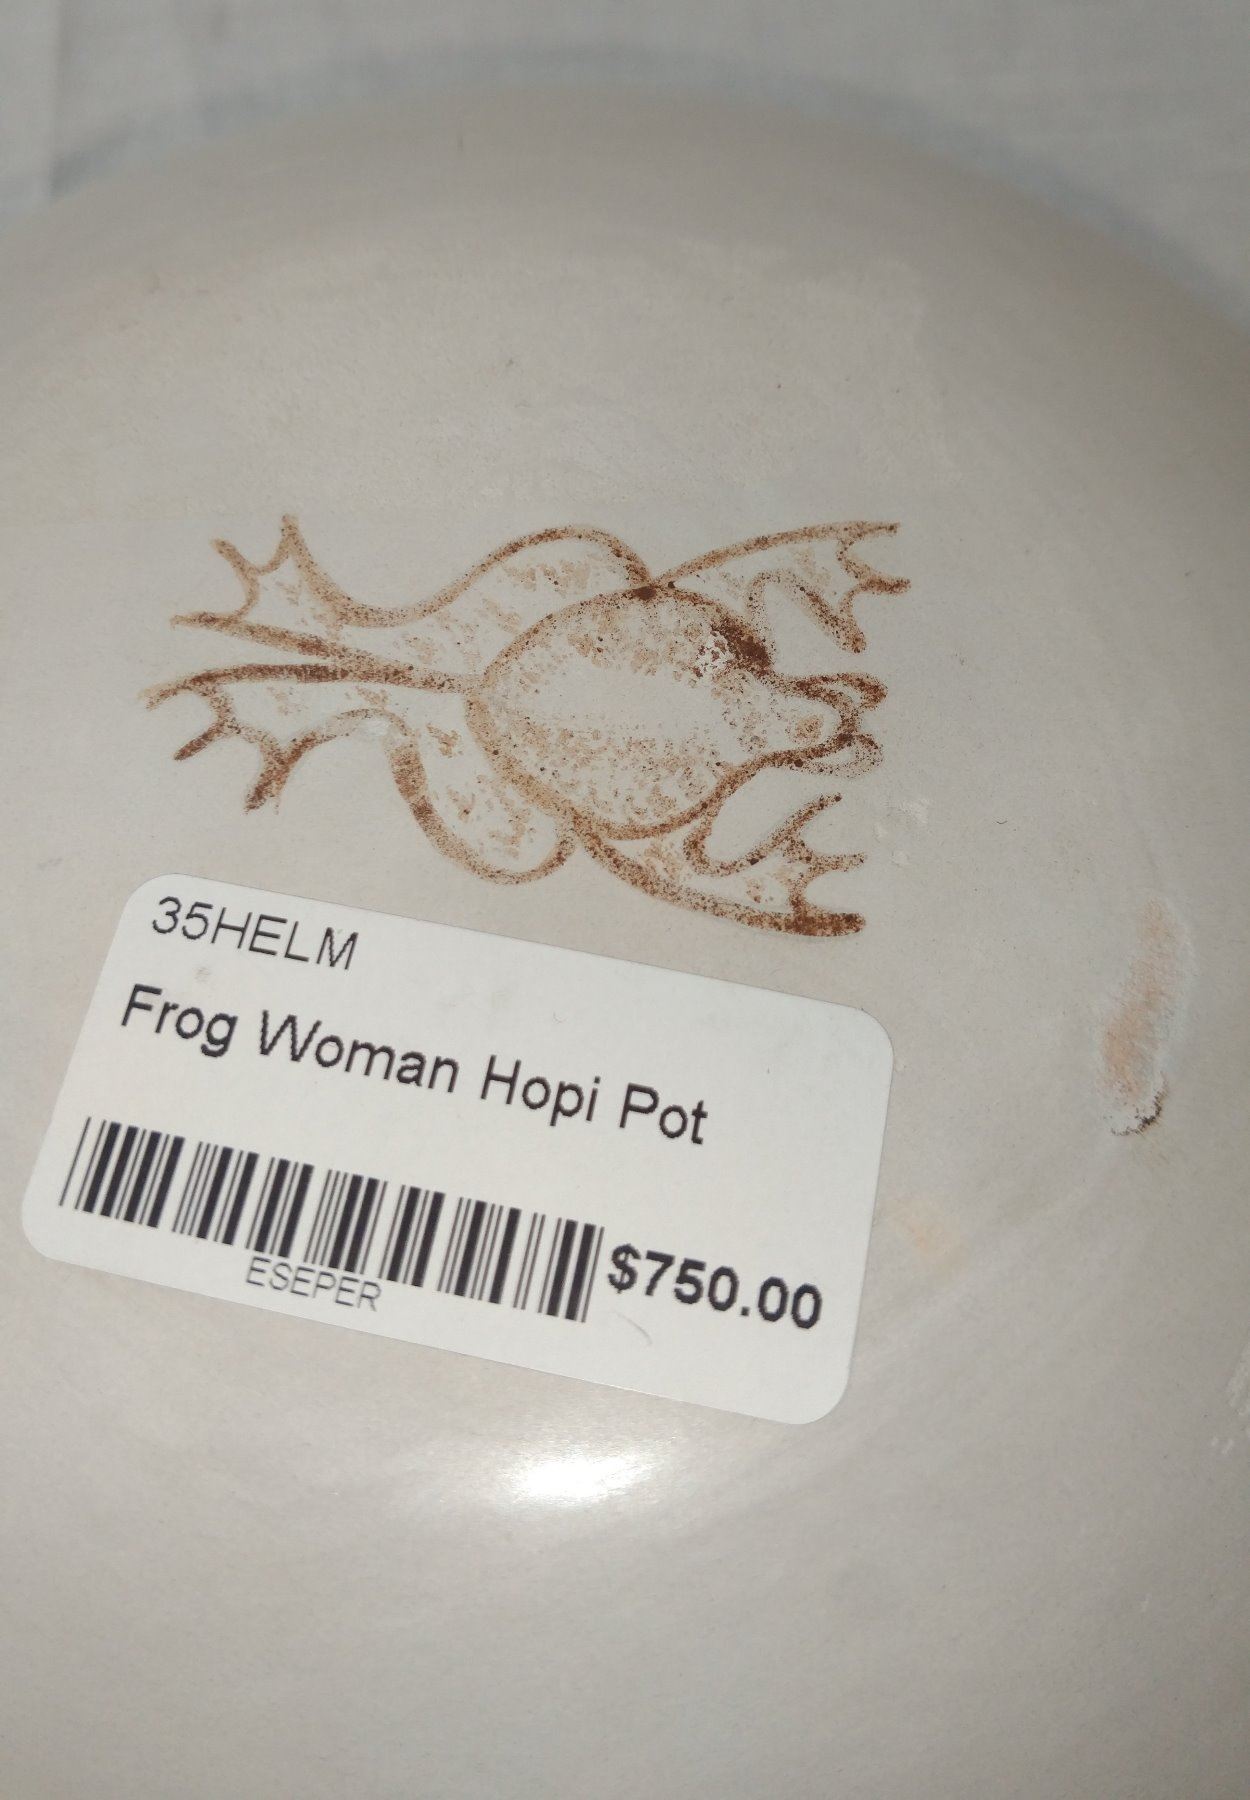 35HELM
Frog Woman Hopi Pot
$750.00
ESEPER